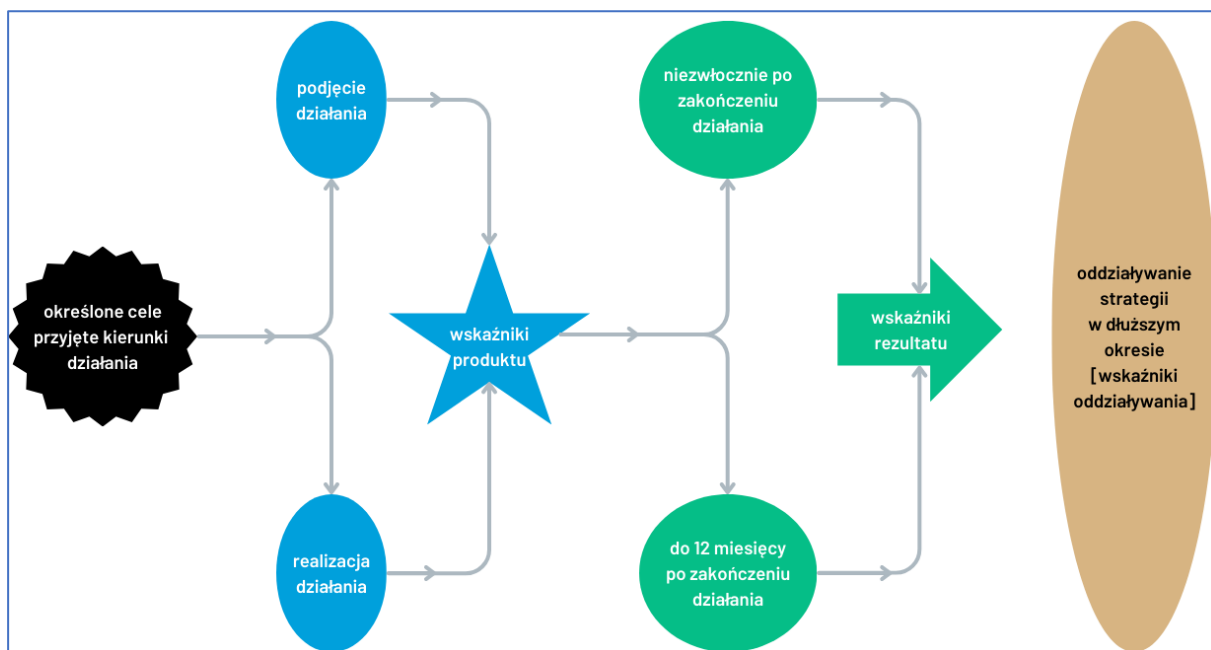 określone cele
przyjęte kierunki
działania
podjęcie
działania
realizacja
działania
wskaźniki
produktu
niezwłocznie po
zakończeniu
działania
do 12 miesięcy
po zakończeniu
działania
wskaźniki
rezultatu
oddziaływanie
strategii
w dłuższym
okresie
[wskaźniki
oddziaływania]